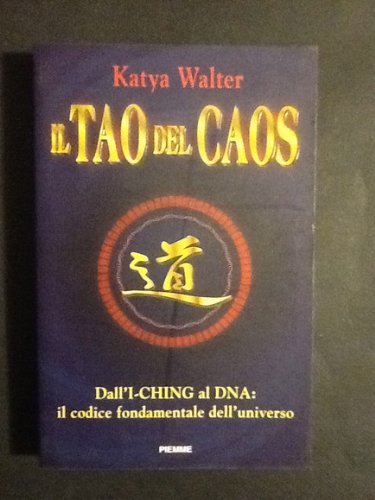 Katya Walter
IL TAO DEL CAOS
道
Dall'I-CHING al DNA:
il codice fondamentale dell'universo
PIEMME